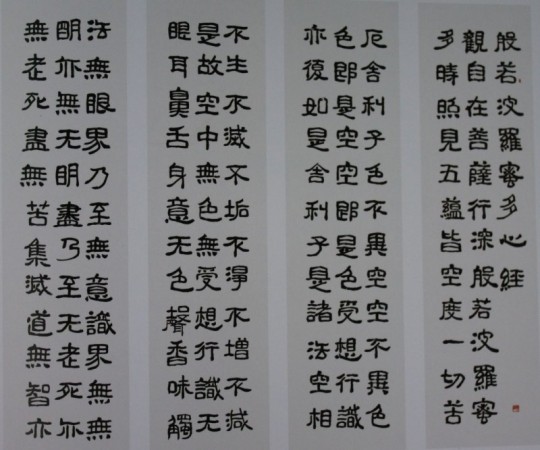 般若波羅蜜多心經
觀自在菩薩行深般若波羅蜜
多時照見五蘊皆空度一切苦
厄舍利子色不異空空不異色
色即是空空即是色受想行識
亦復如是舍利子是諸法空相
不生不滅不垢不淨不增不減
是故空中無色無受想行識无
眼耳鼻舌身意无色聲香味觸
法無眼界乃至無意識界無無
明亦無无明盡乃至无老死亦
無老死盡無苦集滅道無智亦